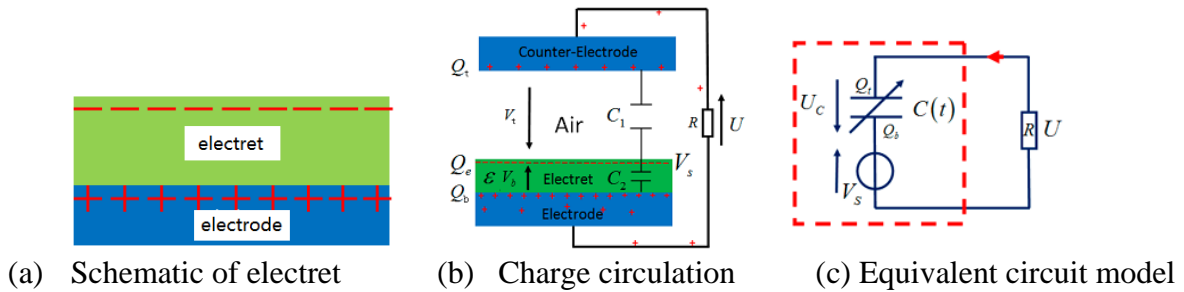 electret
electrode
(a) Schematic of electret
Counter-Electrode
Q_t
V_t
Air
C_1
R
U
Q_e
V_s
ε V_b
Electret
C_2
Q_b
Electrode
(b) Charge circulation
U_C
Q_t
C(t)
Q_b
V_s
R
U
(c) Equivalent circuit model